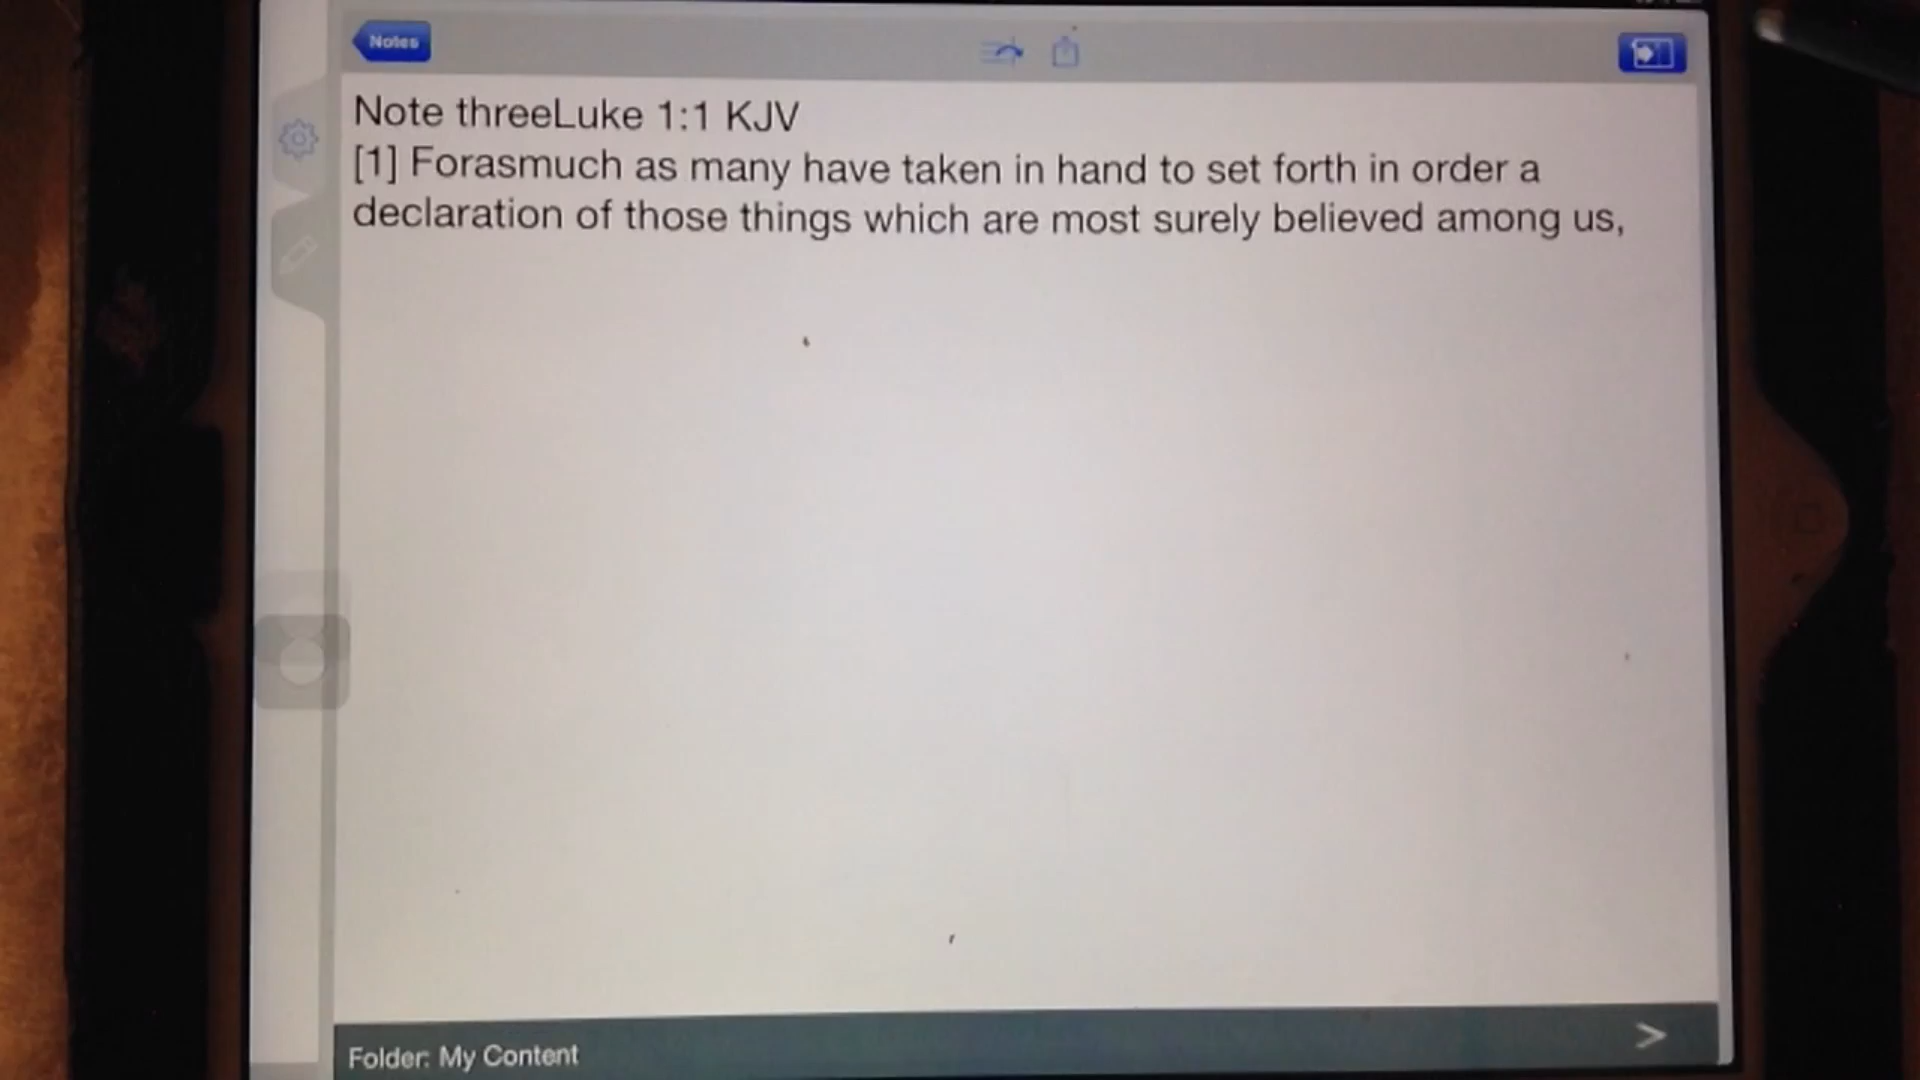 Notes
Note threeLuke 1:1 KJV
[1] Forasmuch as many have taken in hand to set forth in order a
declaration of those things which are most surely believed among us,
Folder: My Content
>